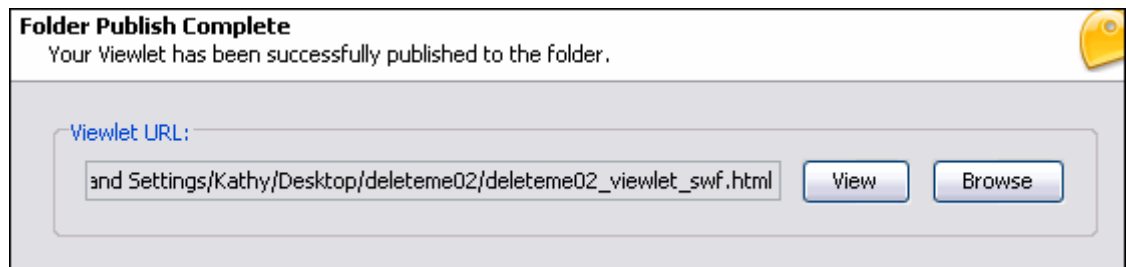 Folder Publish Complete
Your Viewlet has been successfully published to the folder.
Viewlet URL:
and Settings/Kathy/Desktop/deleteme02/deleteme02_viewlet_swf.html View Browse